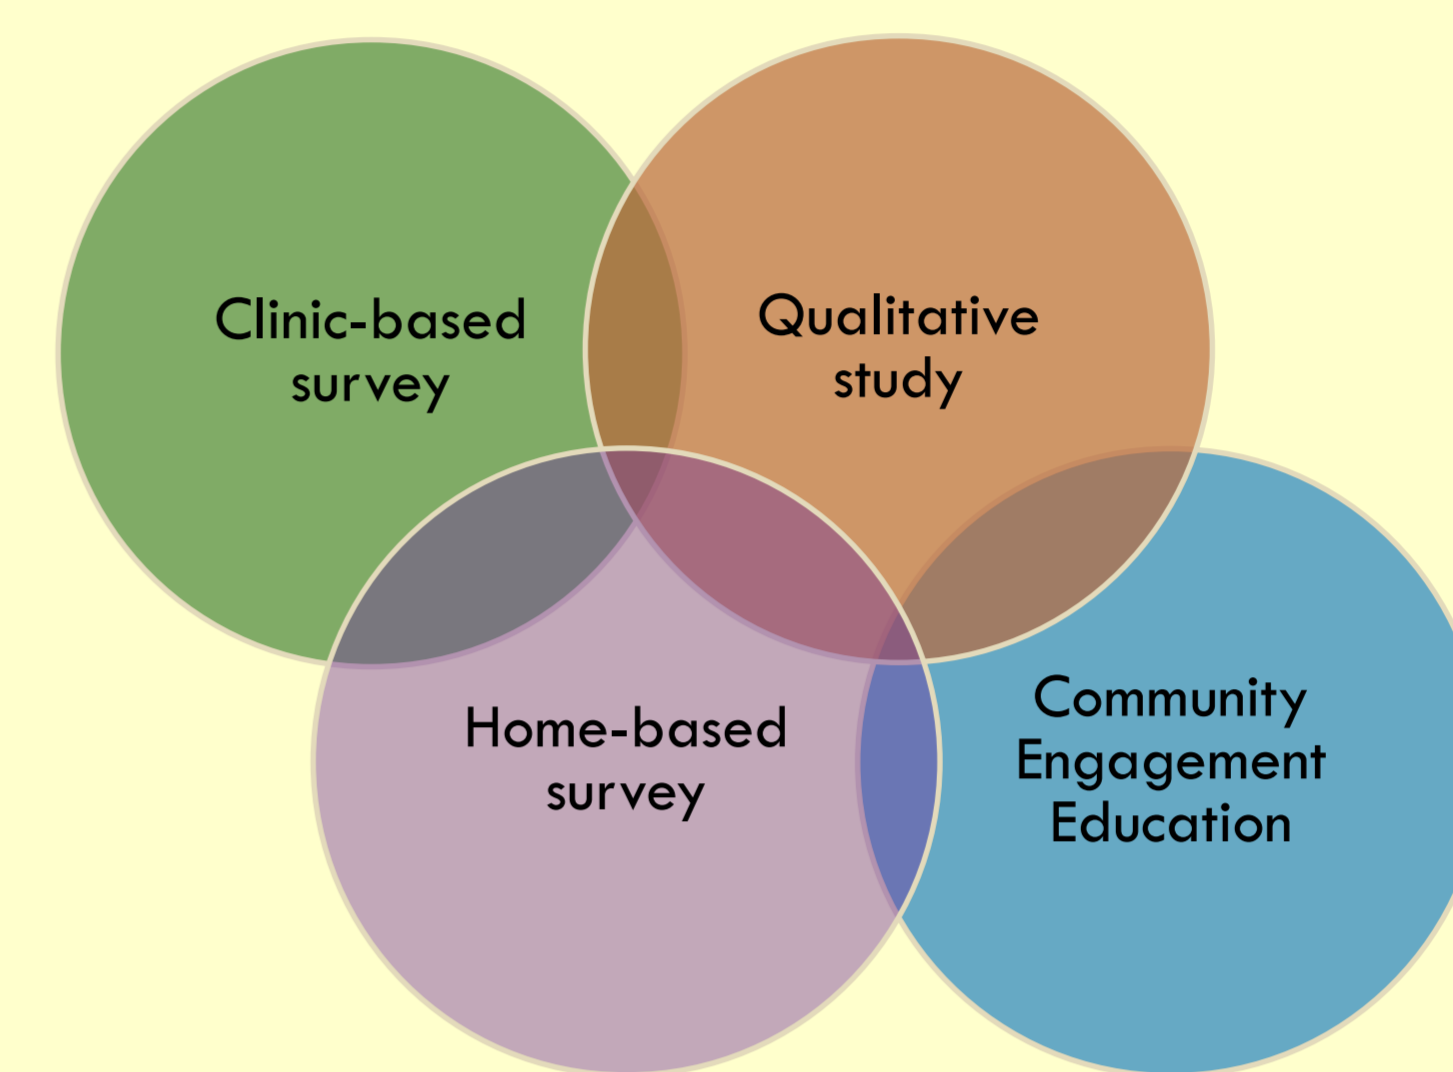 Clinic-based
survey
Qualitative
study
Home-based
survey
Community
Engagement
Education